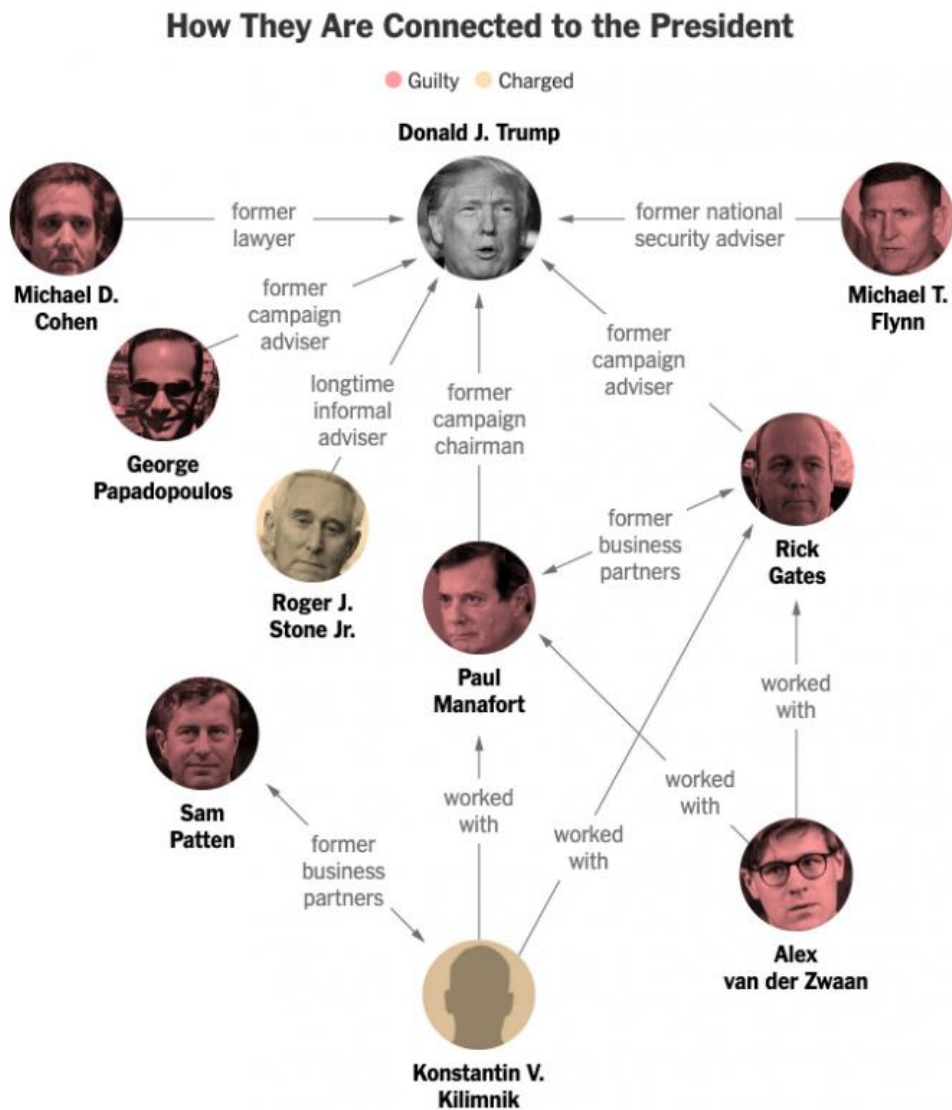 How They Are Connected to the President
Guilty
Charged
Donald J. Trump
former
lawyer
former national
security adviser
Michael D.
Cohen
former
campaign
adviser
Michael T.
Flynn
former
campaign
adviser
longtime
informal
adviser
former
campaign
chairman
George
Papadopoulos
former
business
partners
Rick
Gates
Roger J.
Stone Jr.
Paul
Manafort
worked
with
worked
with
Sam
Patten
worked
with
worked
with
former
business
partners
Alex
van der Zwaan
Konstantin V.
Kilimnik